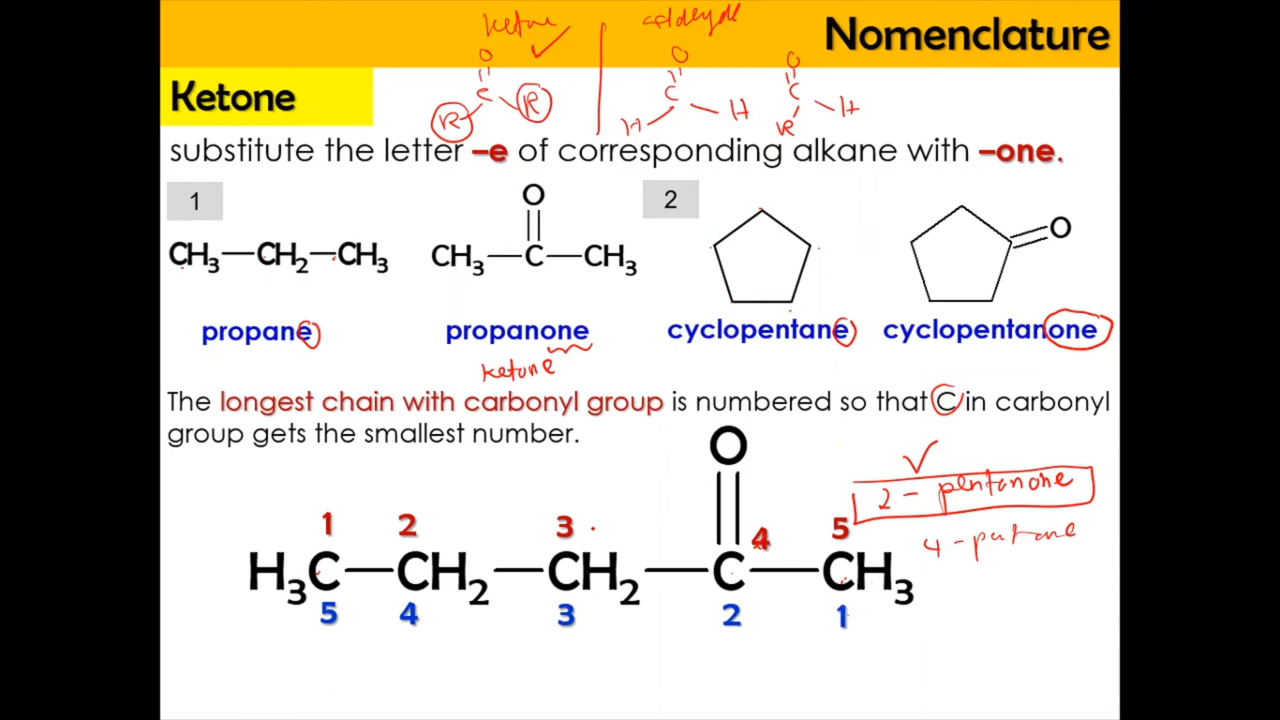 Nomenclature
ketone
aldeyde
O
C
R R
O
C
H H
O
C
R H
Ketone
substitute the letter –e of corresponding alkane with –one.
1
CH3—CH2—CH3
propane
O
CH3—C—CH3
propanone
ketone
2
cyclopentane
O
cyclopentanone
The longest chain with carbonyl group is numbered so that C in carbonyl
group gets the smallest number.
O
1 2 3 4 5
H3C—CH2—CH2—C—CH3
5 4 3 2 1
2 - pentanone
4 -